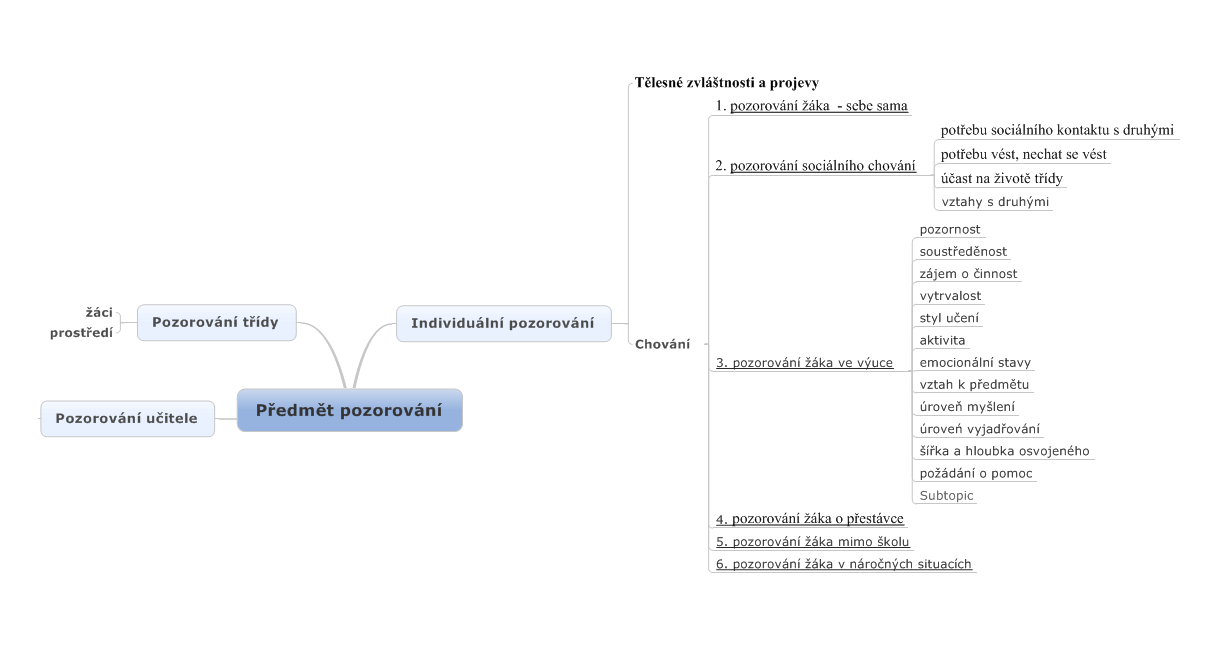 Předmět pozorování
Pozorování učitele
Pozorování třídy
žáci
prostředí
Individuální pozorování
Tělesné zvláštnosti a projevy
Chování
1. pozorování žáka  - sebe sama
2. pozorování sociálního chování
potřebu sociálního kontaktu s druhými
potřebu vést, nechat se vést
účast na životě třídy
vztahy s druhými
3. pozorování žáka ve výuce
pozornost
soustředěnost
zájem o činnost
vytrvalost
styl učení
aktivita
emocionální stavy
vztah k předmětu
úroveň myšlení
úroveň vyjadřování
šířka a hloubka osvojeného
požádání o pomoc
Subtopic
4. pozorování žáka o přestávce
5. pozorování žáka mimo školu
6. pozorování žáka v náročných situacích